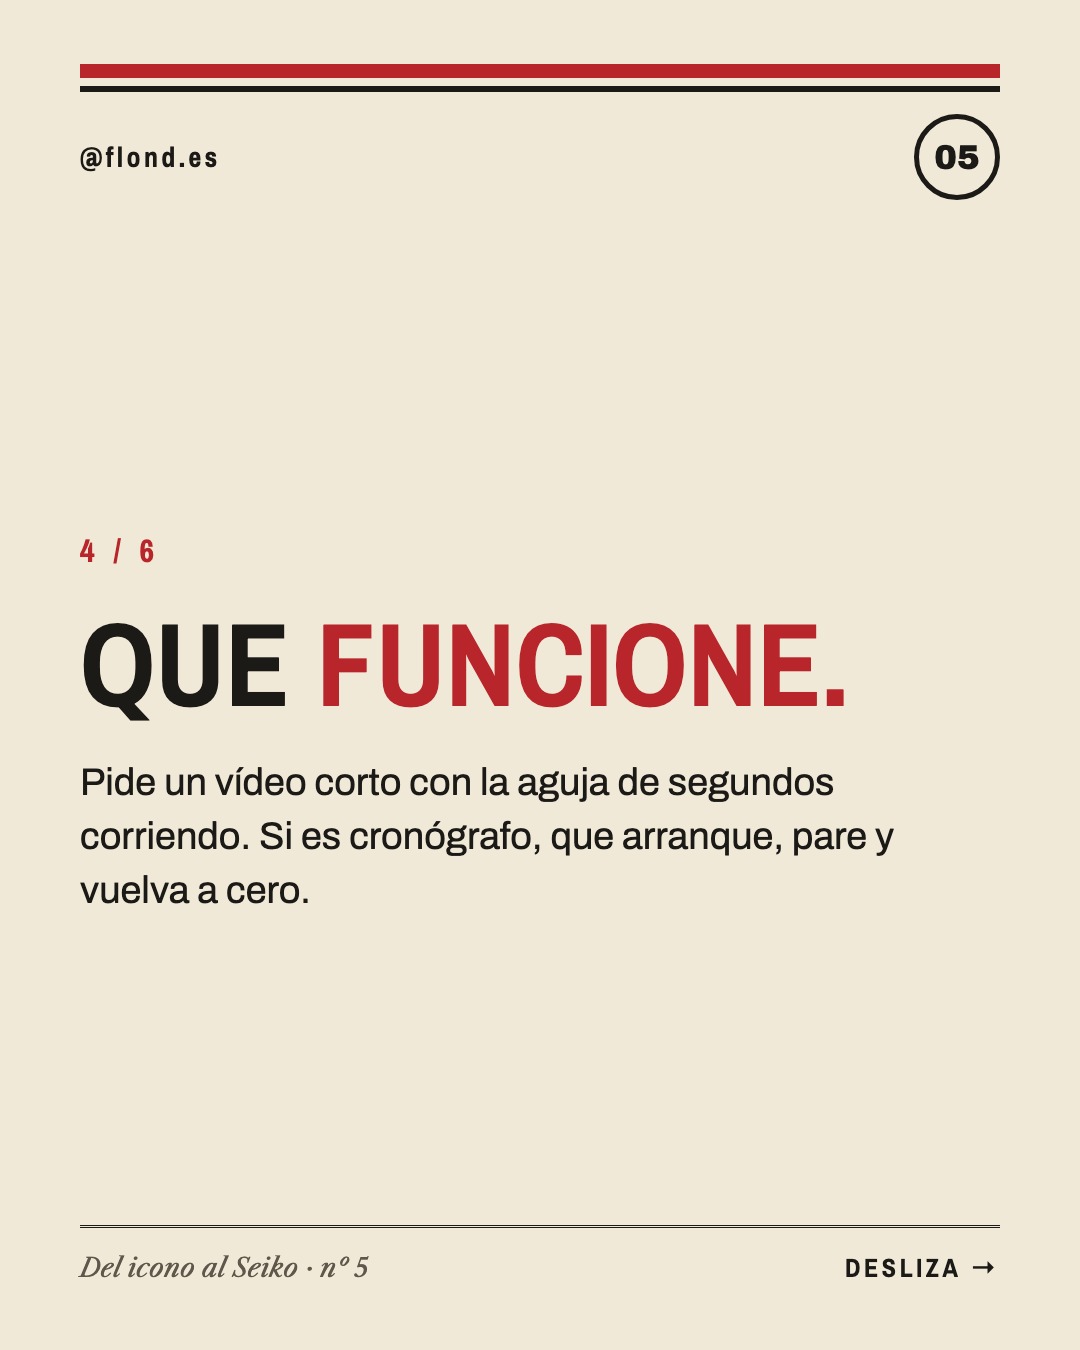 @flond.es
05
4 / 6
QUE FUNCIONE.
Pide un vídeo corto con la aguja de segundos
corriendo. Si es cronógrafo, que arranque, pare y
vuelva a cero.
Del icono al Seiko · nº 5
DESLIZA →